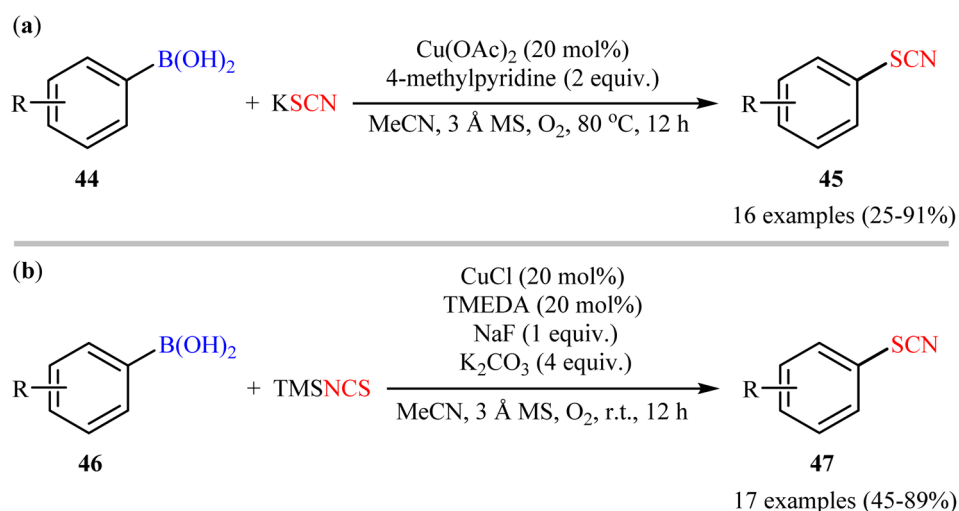 (a)
B(OH)₂
R
+ KSCN
44
Cu(OAc)₂ (20 mol%)
4-methylpyridine (2 equiv.)
MeCN, 3 Å MS, O₂, 80 °C, 12 h
SCN
R
45
16 examples (25-91%)
(b)
B(OH)₂
R
+ TMSNCS
46
CuCl (20 mol%)
TMEDA (20 mol%)
NaF (1 equiv.)
K₂CO₃ (4 equiv.)
MeCN, 3 Å MS, O₂, r.t., 12 h
SCN
R
47
17 examples (45-89%)